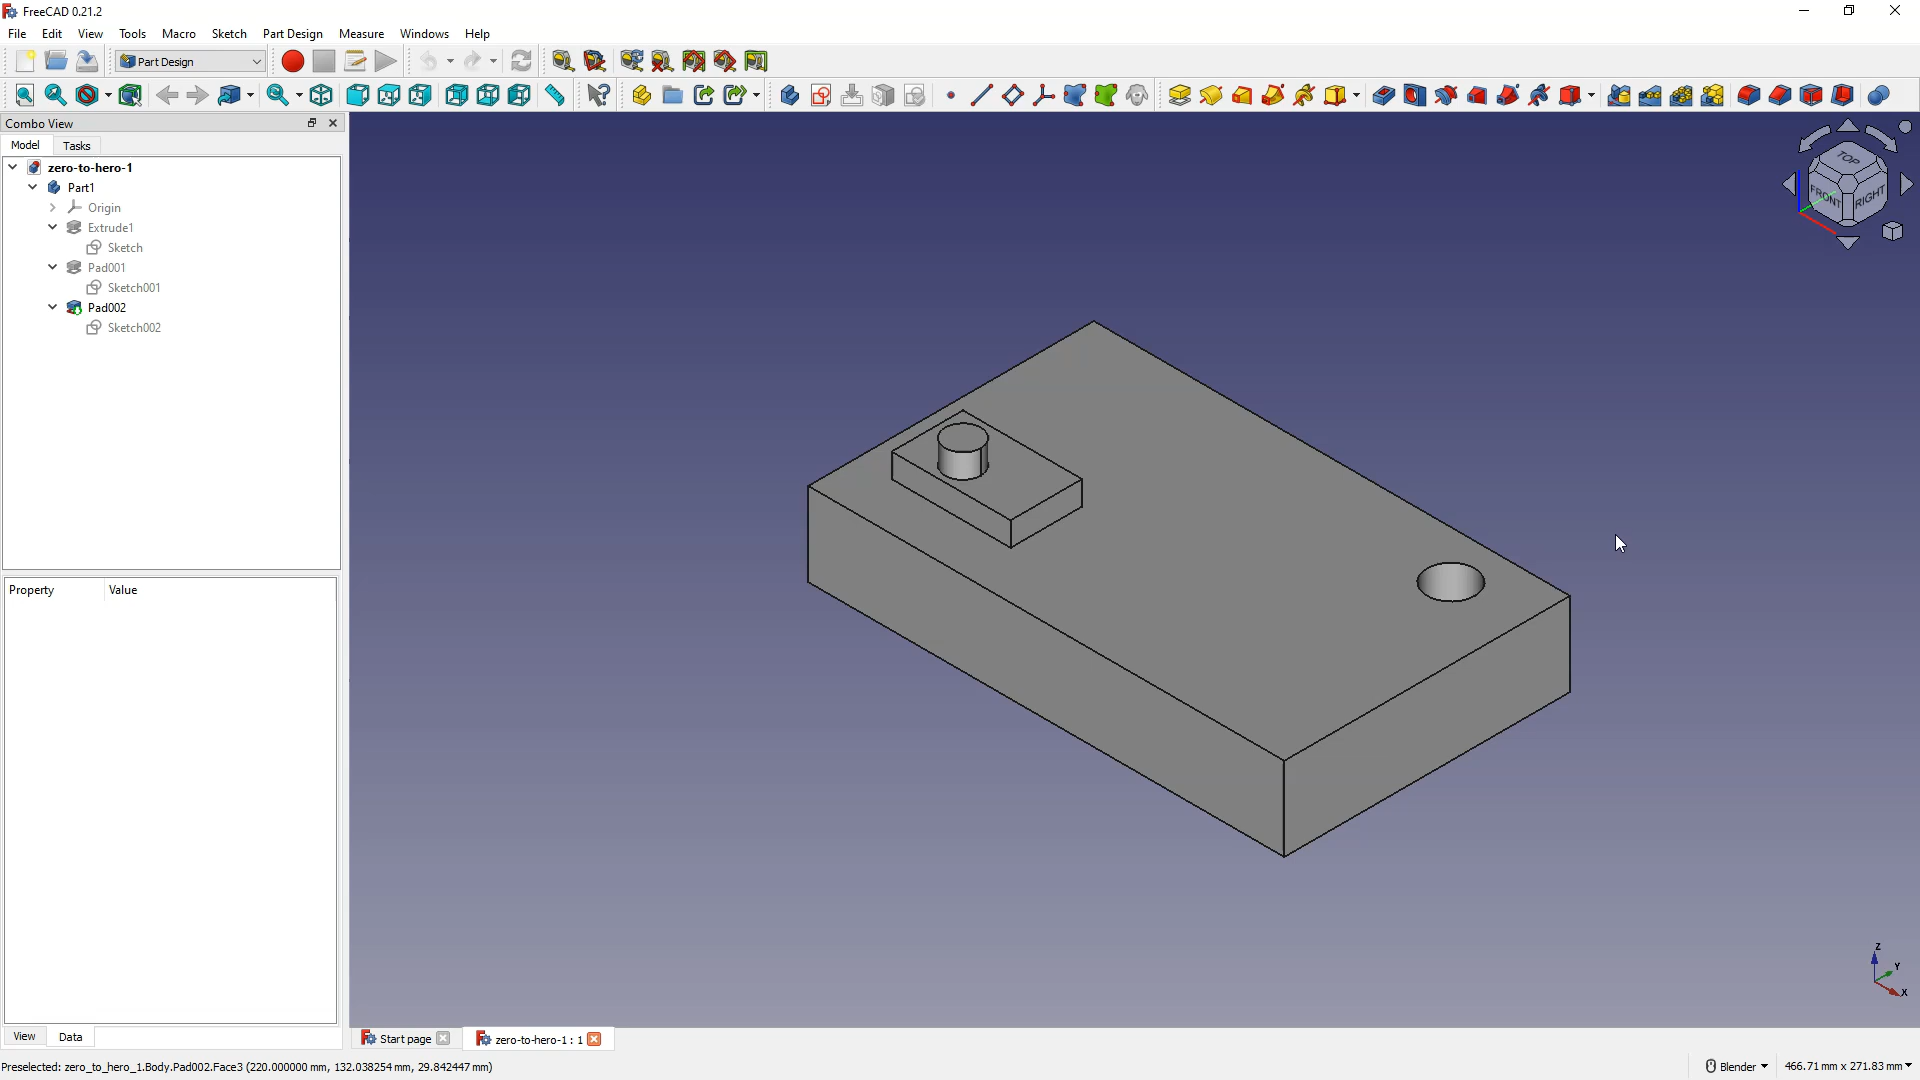 FreeCAD 0.21.2
File Edit View Tools Macro Sketch Part Design Measure Windows Help
Part Design
Combo View
Model Tasks
zero-to-hero-1
Part1
Origin
Extrude1
Sketch
Pad001
Sketch001
Pad002
Sketch002
TOP
FRONT RIGHT
Property Value
Z
Y
X
View Data
Start page zero-to-hero-1 : 1
Preselected: zero_to_hero_1.Body.Pad002.Face3 (220.000000 mm, 132.038254 mm, 29.842447 mm)
Blender 466.71 mm x 271.83 mm